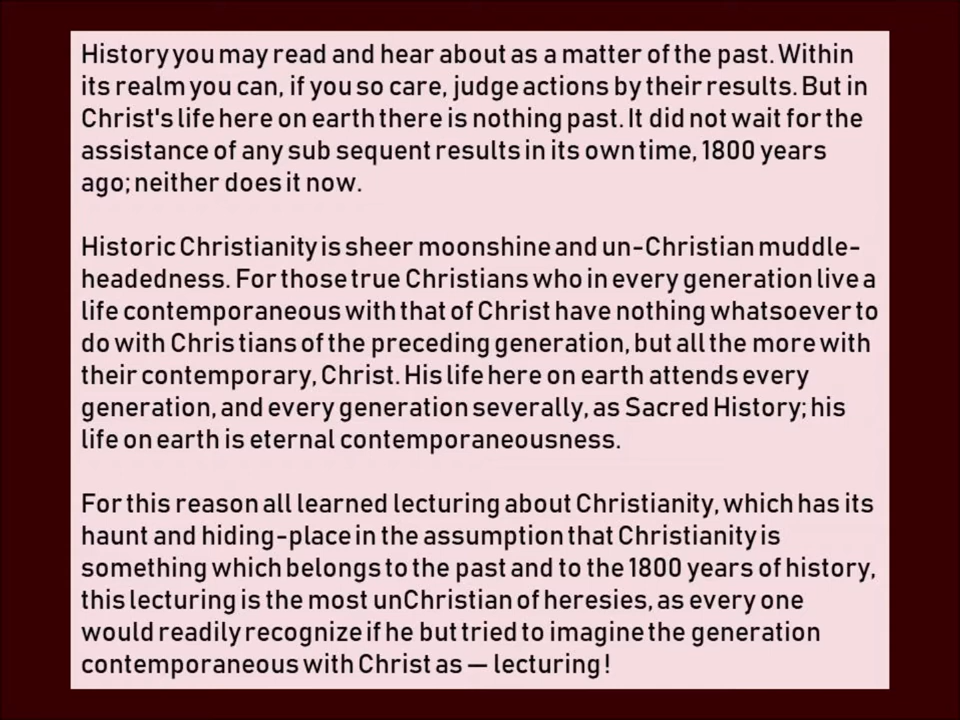 History you may read and hear about as a matter of the past. Within
its realm you can, if you so care, judge actions by their results. But in
Christ's life here on earth there is nothing past. It did not wait for the
assistance of any sub sequent results in its own time, 1800 years
ago; neither does it now.

Historic Christianity is sheer moonshine and un-Christian muddle-
headedness. For those true Christians who in every generation live a
life contemporaneous with that of Christ have nothing whatsoever to
do with Chris tians of the preceding generation, but all the more with
their contemporary, Christ. His life here on earth attends every
generation, and every generation severally, as Sacred History; his
life on earth is eternal contemporaneousness.

For this reason all learned lecturing about Christianity, which has its
haunt and hiding-place in the assumption that Christianity is
something which belongs to the past and to the 1800 years of history,
this lecturing is the most unChristian of heresies, as every one
would readily recognize if he but tried to imagine the generation
contemporaneous with Christ as — lecturing!